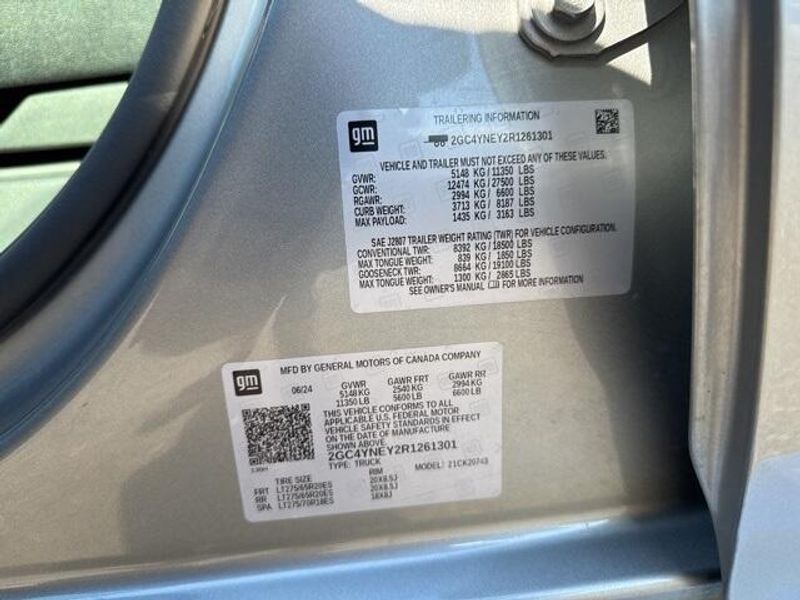 TRAILERING INFORMATION
gm
2GC4YNEY2R1261301
VEHICLE AND TRAILER MUST NOT EXCEED ANY OF THESE VALUES.
GVWR: 5148 KG / 11350 LBS
GCWR: 12474 KG / 27500 LBS
RGAWR: 2994 KG / 6600 LBS
CURB WEIGHT: 3713 KG / 8187 LBS
MAX PAYLOAD: 1435 KG / 3163 LBS
SAE J2807 TRAILER WEIGHT RATING (TWR) FOR VEHICLE CONFIGURATION.
CONVENTIONAL TWR: 8392 KG / 18500 LBS
MAX TONGUE WEIGHT: 839 KG / 1850 LBS
GOOSENECK TWR: 8664 KG / 19100 LBS
MAX TONGUE WEIGHT: 1300 KG / 2865 LBS
SEE OWNER'S MANUAL FOR MORE INFORMATION
MFD BY GENERAL MOTORS OF CANADA COMPANY
gm
06/24 GVWR GAWR FRT GAWR RR
5148 KG 2540 KG 2994 KG
11350 LB 5600 LB 6600 LB
THIS VEHICLE CONFORMS TO ALL
APPLICABLE U.S. FEDERAL MOTOR
VEHICLE SAFETY STANDARDS IN EFFECT
ON THE DATE OF MANUFACTURE
SHOWN ABOVE.
2GC4YNEY2R1261301
TYPE: TRUCK MODEL: 21CK20743
TIRE SIZE RIM
FRT LT275/65R20ES 20X8.5J
RR LT275/65R20ES 20X8.5J
SPA LT275/70R18ES 18X8J